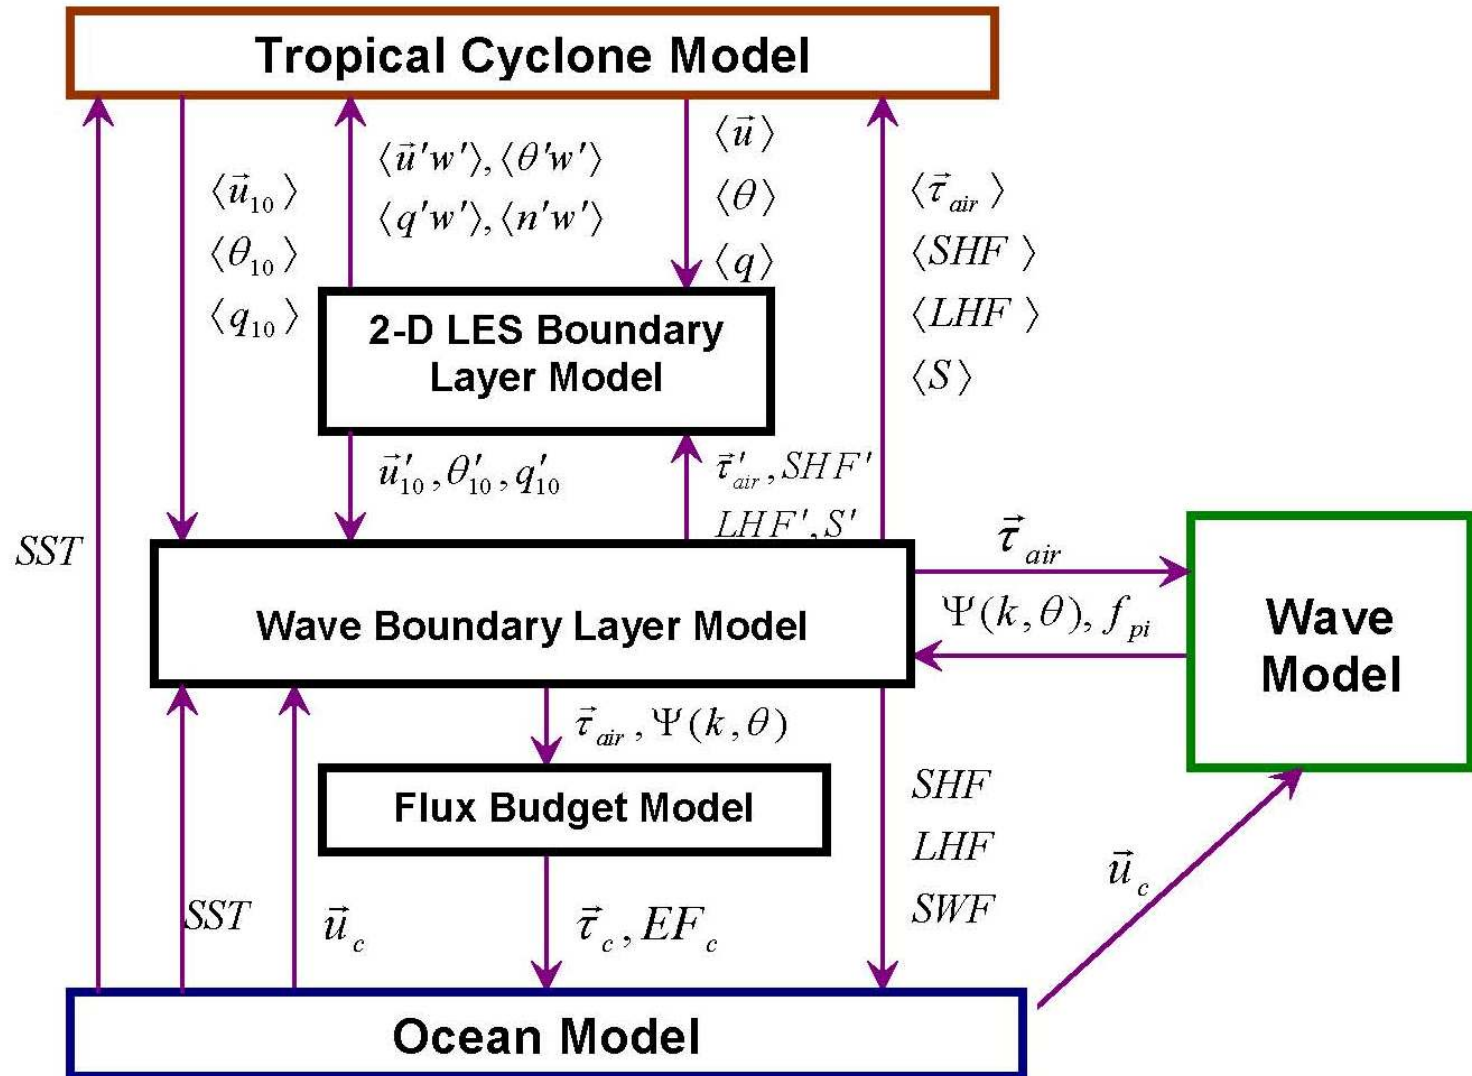 Tropical Cyclone Model
⟨u⃗'w'⟩, ⟨θ'w'⟩
⟨q'w'⟩, ⟨n'w'⟩
⟨u⃗⟩
⟨θ⟩
⟨q⟩
⟨u⃗₁₀⟩
⟨θ₁₀⟩
⟨q₁₀⟩
⟨τ⃗_air⟩
⟨SHF⟩
⟨LHF⟩
⟨S⟩
2-D LES Boundary
Layer Model
u⃗'₁₀, θ'₁₀, q'₁₀
τ⃗'_air, SHF'
LHF', S'
SST
Wave Boundary Layer Model
τ⃗_air
Ψ(k, θ), f_pi
Wave
Model
τ⃗_air, Ψ(k, θ)
Flux Budget Model
SHF
LHF
SWF
SST
u⃗_c
τ⃗_c, EF_c
u⃗_c
Ocean Model